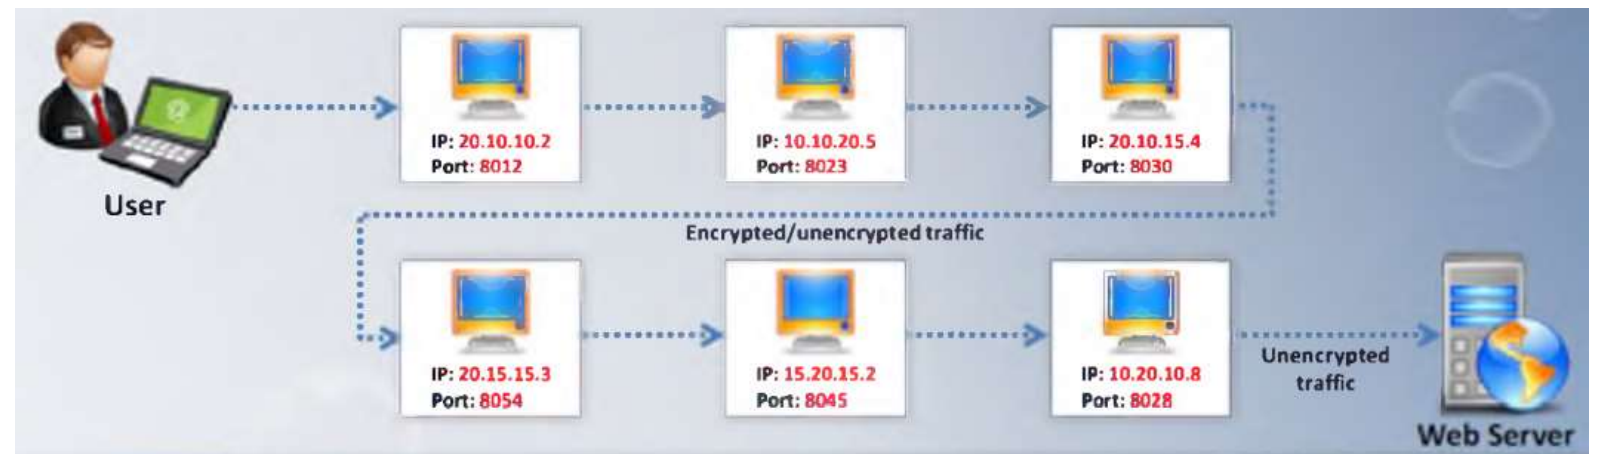 User
IP: 20.10.10.2
Port: 8012
IP: 10.10.20.5
Port: 8023
IP: 20.10.15.4
Port: 8030
Encrypted/unencrypted traffic
IP: 20.15.15.3
Port: 8054
IP: 15.20.15.2
Port: 8045
IP: 10.20.10.8
Port: 8028
Unencrypted
traffic
Web Server